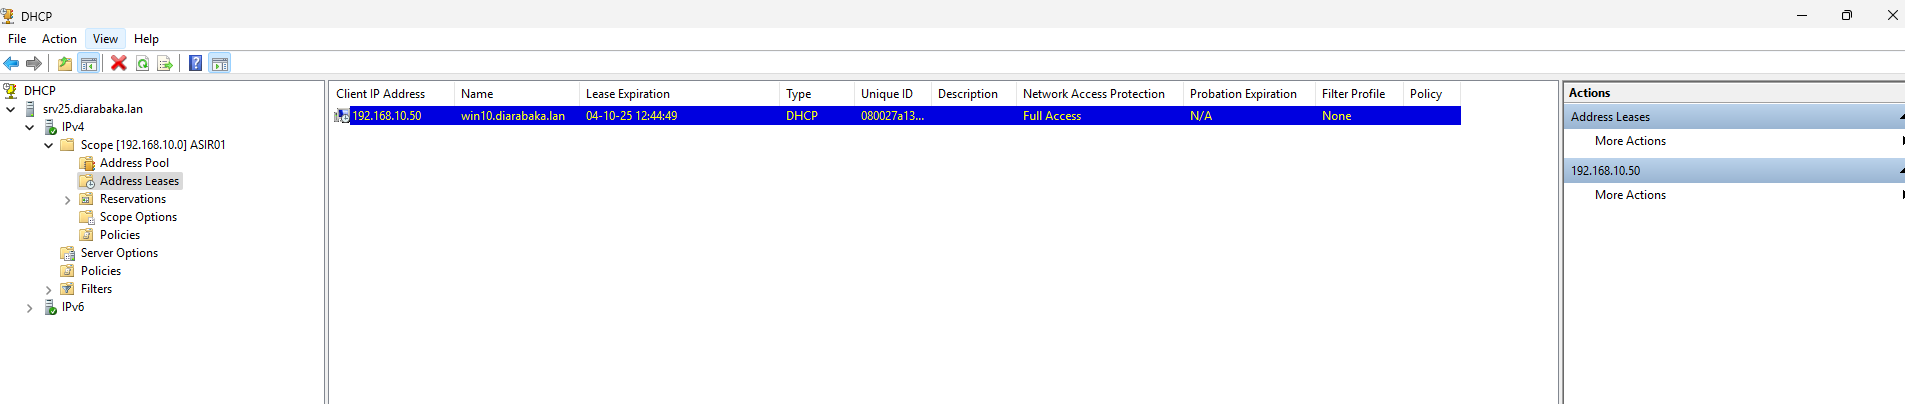 DHCP
File Action View Help
DHCP
srv25.diarabaka.lan
IPv4
Scope [192.168.10.0] ASIR01
Address Pool
Address Leases
Reservations
Scope Options
Policies
Server Options
Policies
Filters
IPv6
Client IP Address Name Lease Expiration Type Unique ID Description Network Access Protection Probation Expiration Filter Profile Policy
192.168.10.50 win10.diarabaka.lan 04-10-25 12:44:49 DHCP 080027a13... Full Access N/A None
Actions
Address Leases
More Actions
192.168.10.50
More Actions